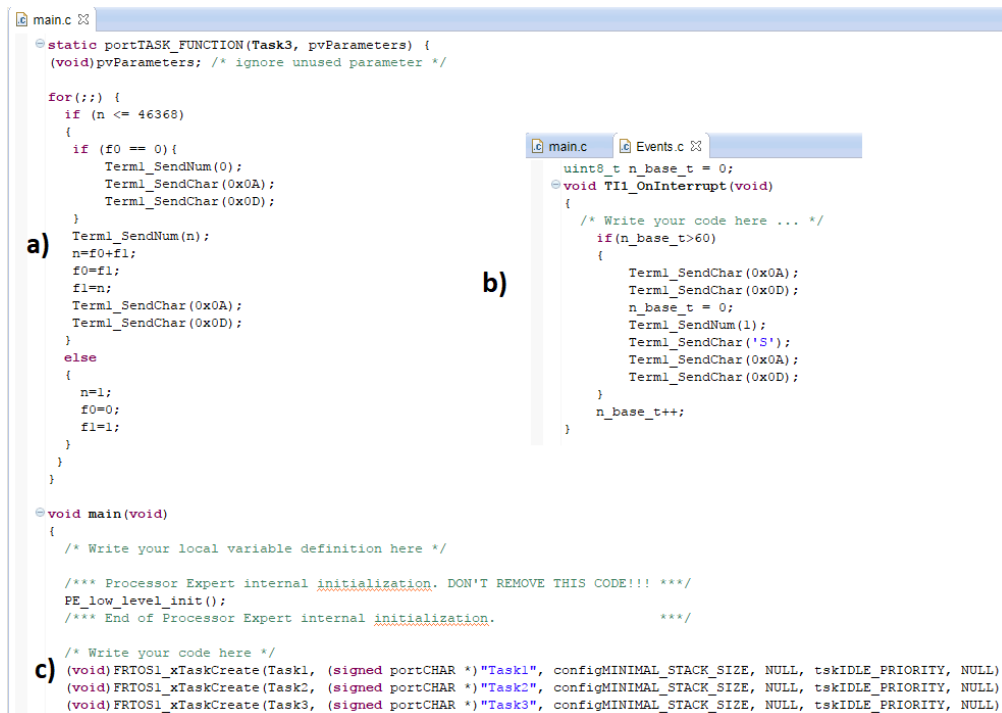 main.c
static portTASK_FUNCTION(Task3, pvParameters) {
(void)pvParameters; /* ignore unused parameter */
for(;;) {
if (n <= 46368)
{
if (f0 == 0){
Term1_SendNum(0);
Term1_SendChar(0x0A);
Term1_SendChar(0x0D);
}
a)
Term1_SendNum(n);
n=f0+f1;
f0=f1;
f1=n;
Term1_SendChar(0x0A);
Term1_SendChar(0x0D);
}
else
{
n=1;
f0=0;
f1=1;
}
}
}
main.c
Events.c
uint8_t n_base_t = 0;
void TI1_OnInterrupt(void)
{
/* Write your code here ... */
if(n_base_t>60)
{
b)
Term1_SendChar(0x0A);
Term1_SendChar(0x0D);
n_base_t = 0;
Term1_SendNum(1);
Term1_SendChar('S');
Term1_SendChar(0x0A);
Term1_SendChar(0x0D);
}
n_base_t++;
}
void main(void)
{
/* Write your local variable definition here */
/*** Processor Expert internal initialization. DON'T REMOVE THIS CODE!!! ***/
PE_low_level_init();
/*** End of Processor Expert internal initialization. ***/
/* Write your code here */
c)
(void)FRTOS1_xTaskCreate(Task1, (signed portCHAR *)"Task1", configMINIMAL_STACK_SIZE, NULL, tskIDLE_PRIORITY, NULL)
(void)FRTOS1_xTaskCreate(Task2, (signed portCHAR *)"Task2", configMINIMAL_STACK_SIZE, NULL, tskIDLE_PRIORITY, NULL)
(void)FRTOS1_xTaskCreate(Task3, (signed portCHAR *)"Task3", configMINIMAL_STACK_SIZE, NULL, tskIDLE_PRIORITY, NULL)